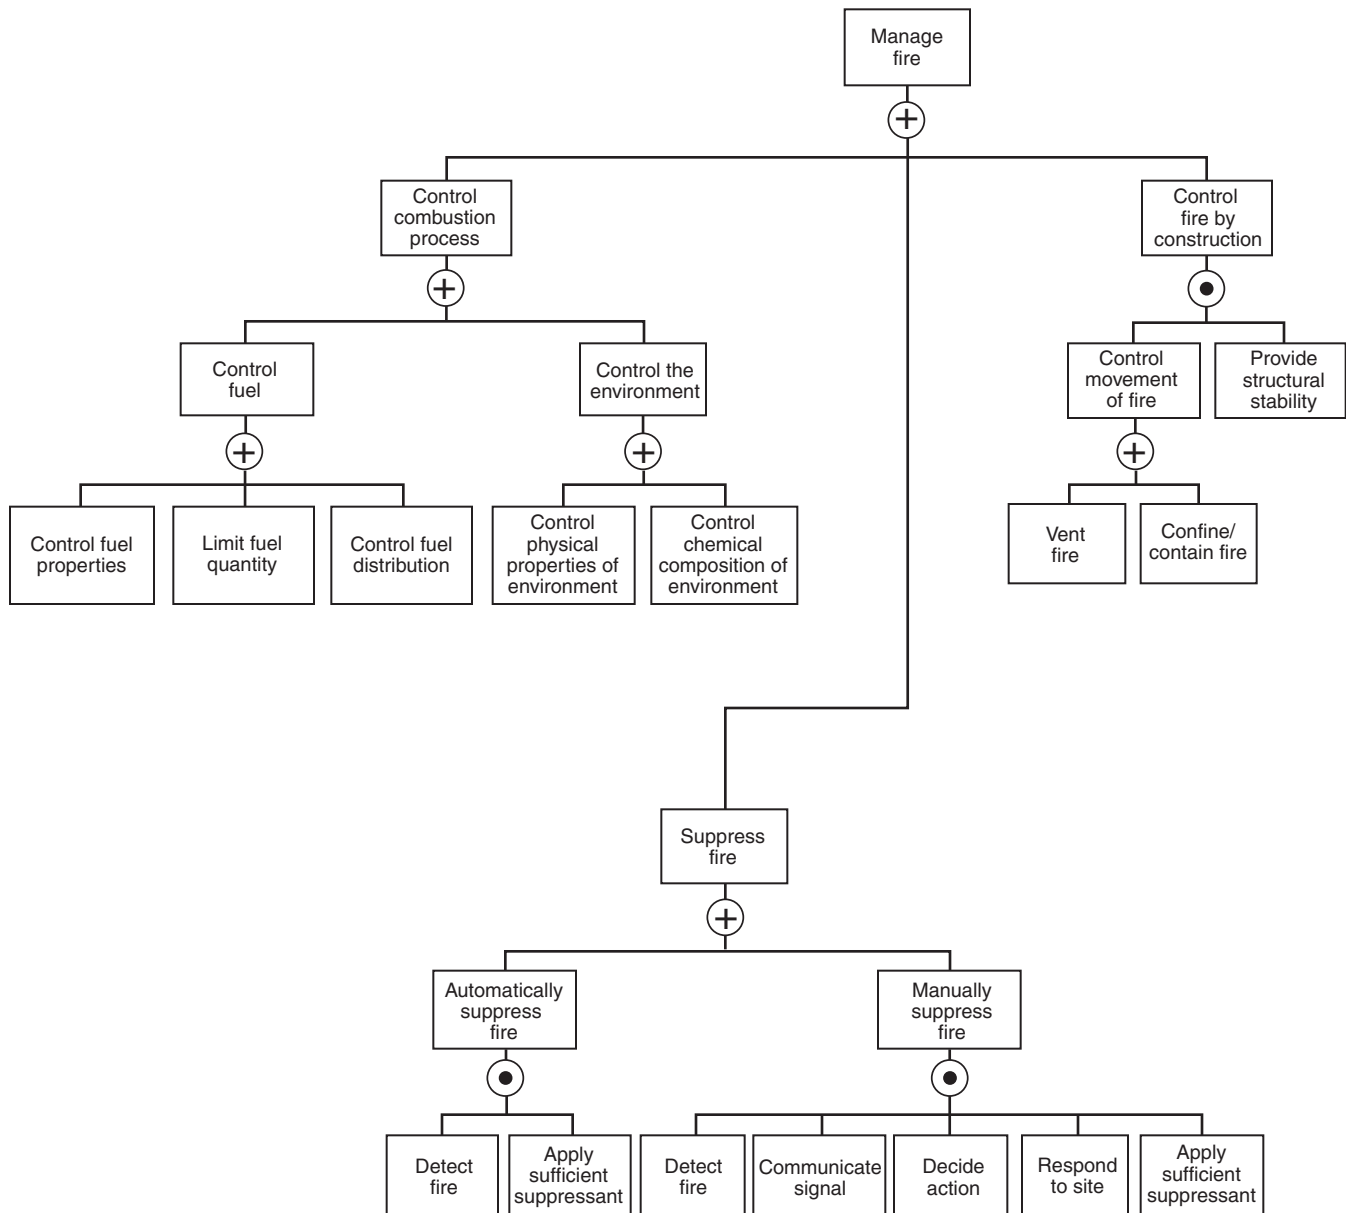 Manage
fire
Control
combustion
process
Control
fire by
construction
Control
fuel
Control the
environment
Control
movement
of fire
Provide
structural
stability
Control fuel
properties
Limit fuel
quantity
Control fuel
distribution
Control
physical
properties of
environment
Control
chemical
composition of
environment
Vent
fire
Confine/
contain fire
Suppress
fire
Automatically
suppress
fire
Manually
suppress
fire
Detect
fire
Apply
sufficient
suppressant
Detect
fire
Communicate
signal
Decide
action
Respond
to site
Apply
sufficient
suppressant